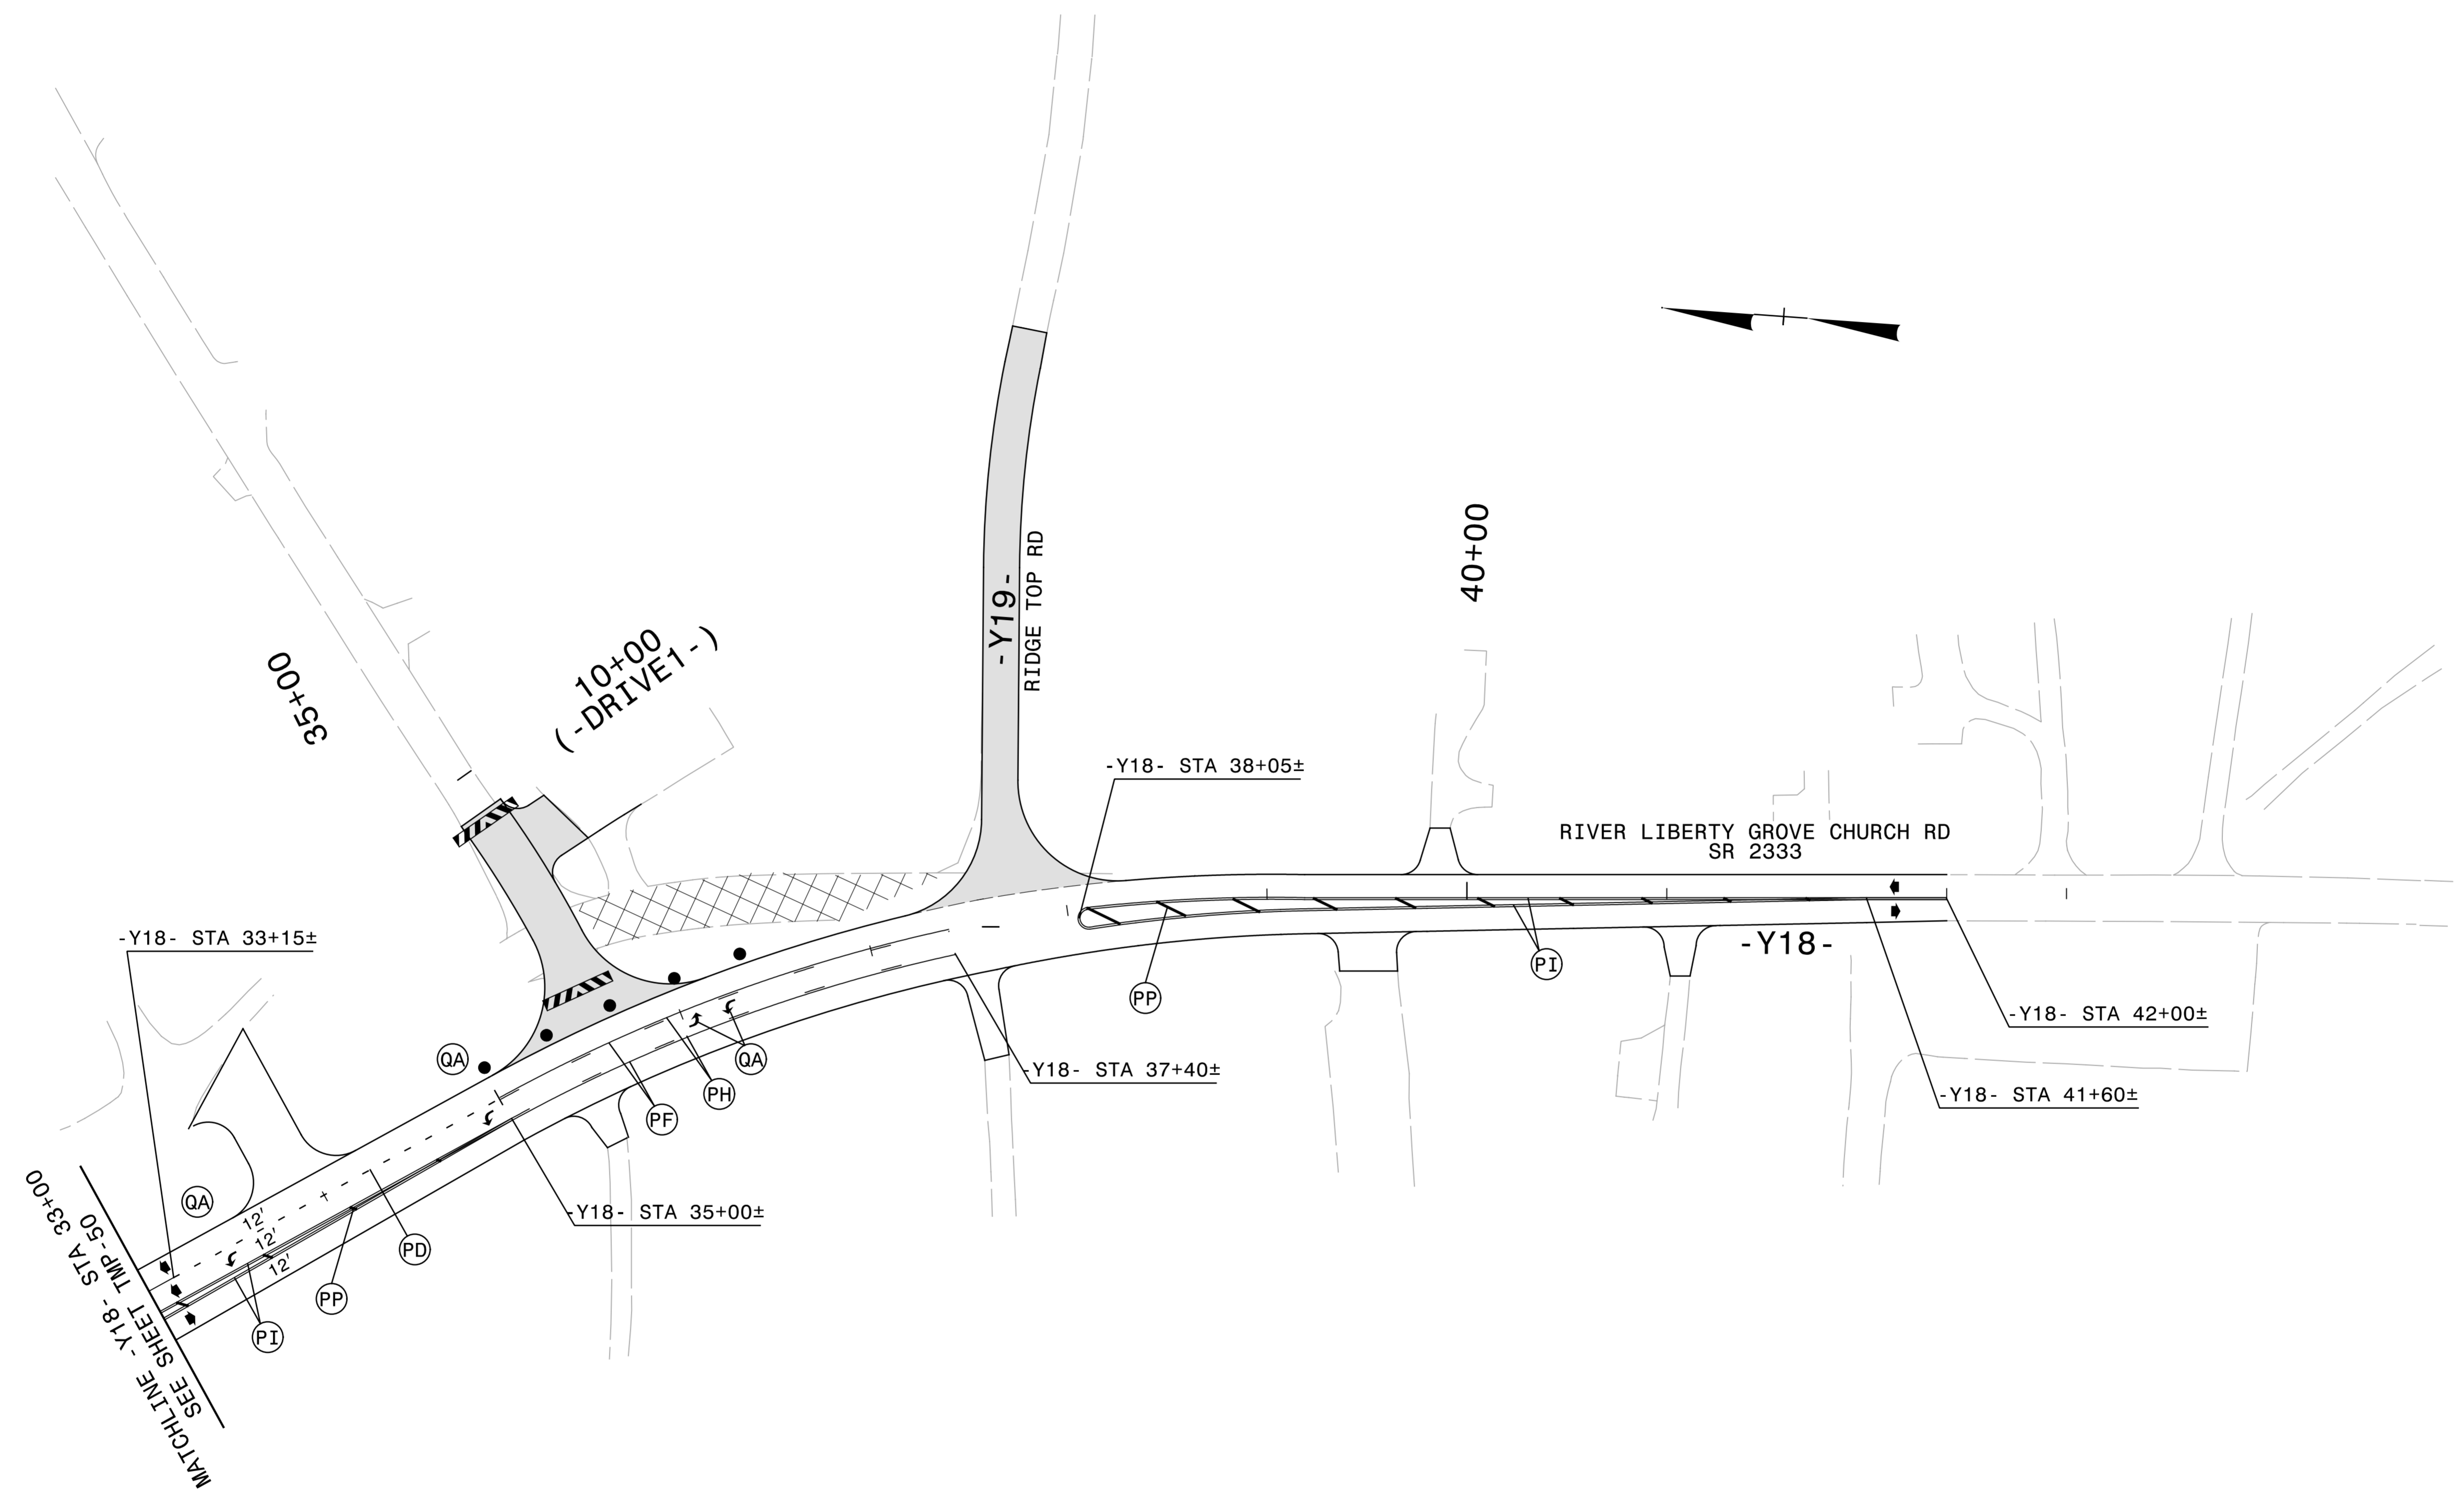 40+00
-Y19-
RIDGE TOP RD
10+00
(-DRIVE1-)
35+00
-Y18- STA 38+05±
RIVER LIBERTY GROVE CHURCH RD
SR 2333
-Y18- STA 33+15±
-Y18-
PI
PP
-Y18- STA 42+00±
QA
QA
-Y18- STA 37+40±
PH
-Y18- STA 41+60±
PF
QA
12'
12'
12'
-Y18- STA 35+00±
PD
PP
PI
MATCHLINE -Y18- STA 33+00
SEE SHEET TMP-50